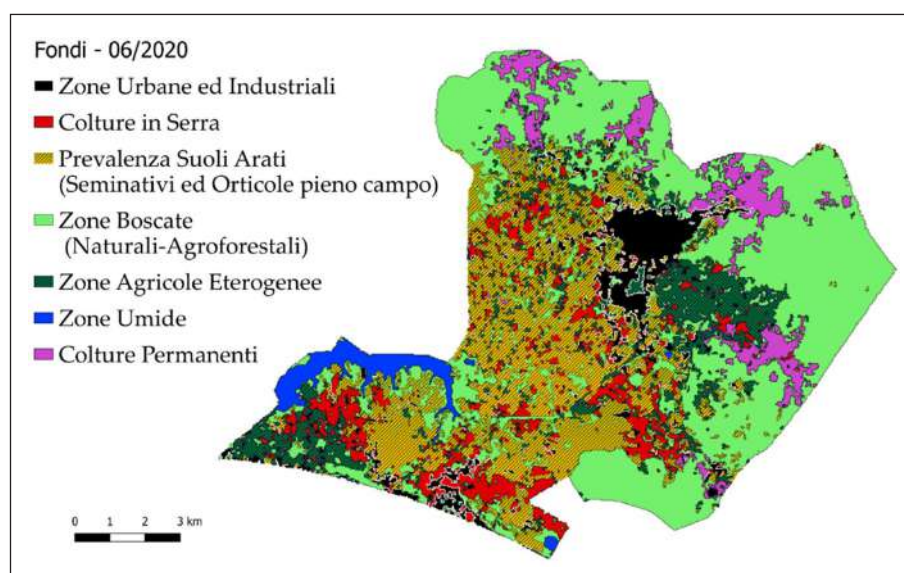 Fondi - 06/2020
Zone Urbane ed Industriali
Colture in Serra
Prevalenza Suoli Arati
(Seminativi ed Orticole pieno campo)
Zone Boscate
(Naturali-Agroforestali)
Zone Agricole Eterogenee
Zone Umide
Colture Permanenti
0 1 2 3 km